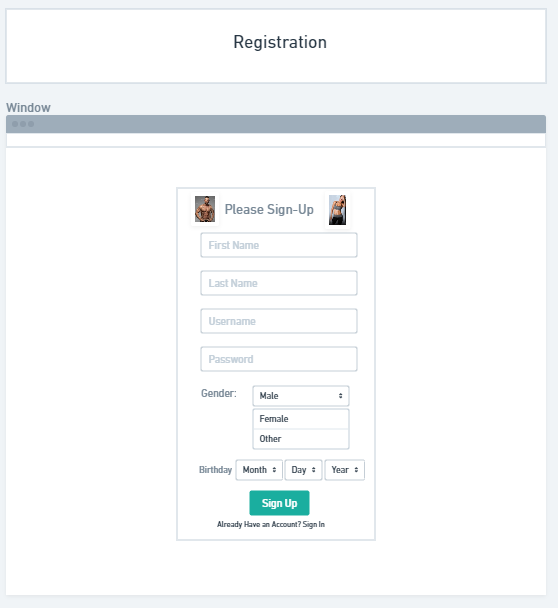 Registration
Window
Please Sign-Up
First Name
Last Name
Username
Password
Gender: Male
Female
Other
Birthday Month Day Year
Sign Up
Already Have an Account? Sign In